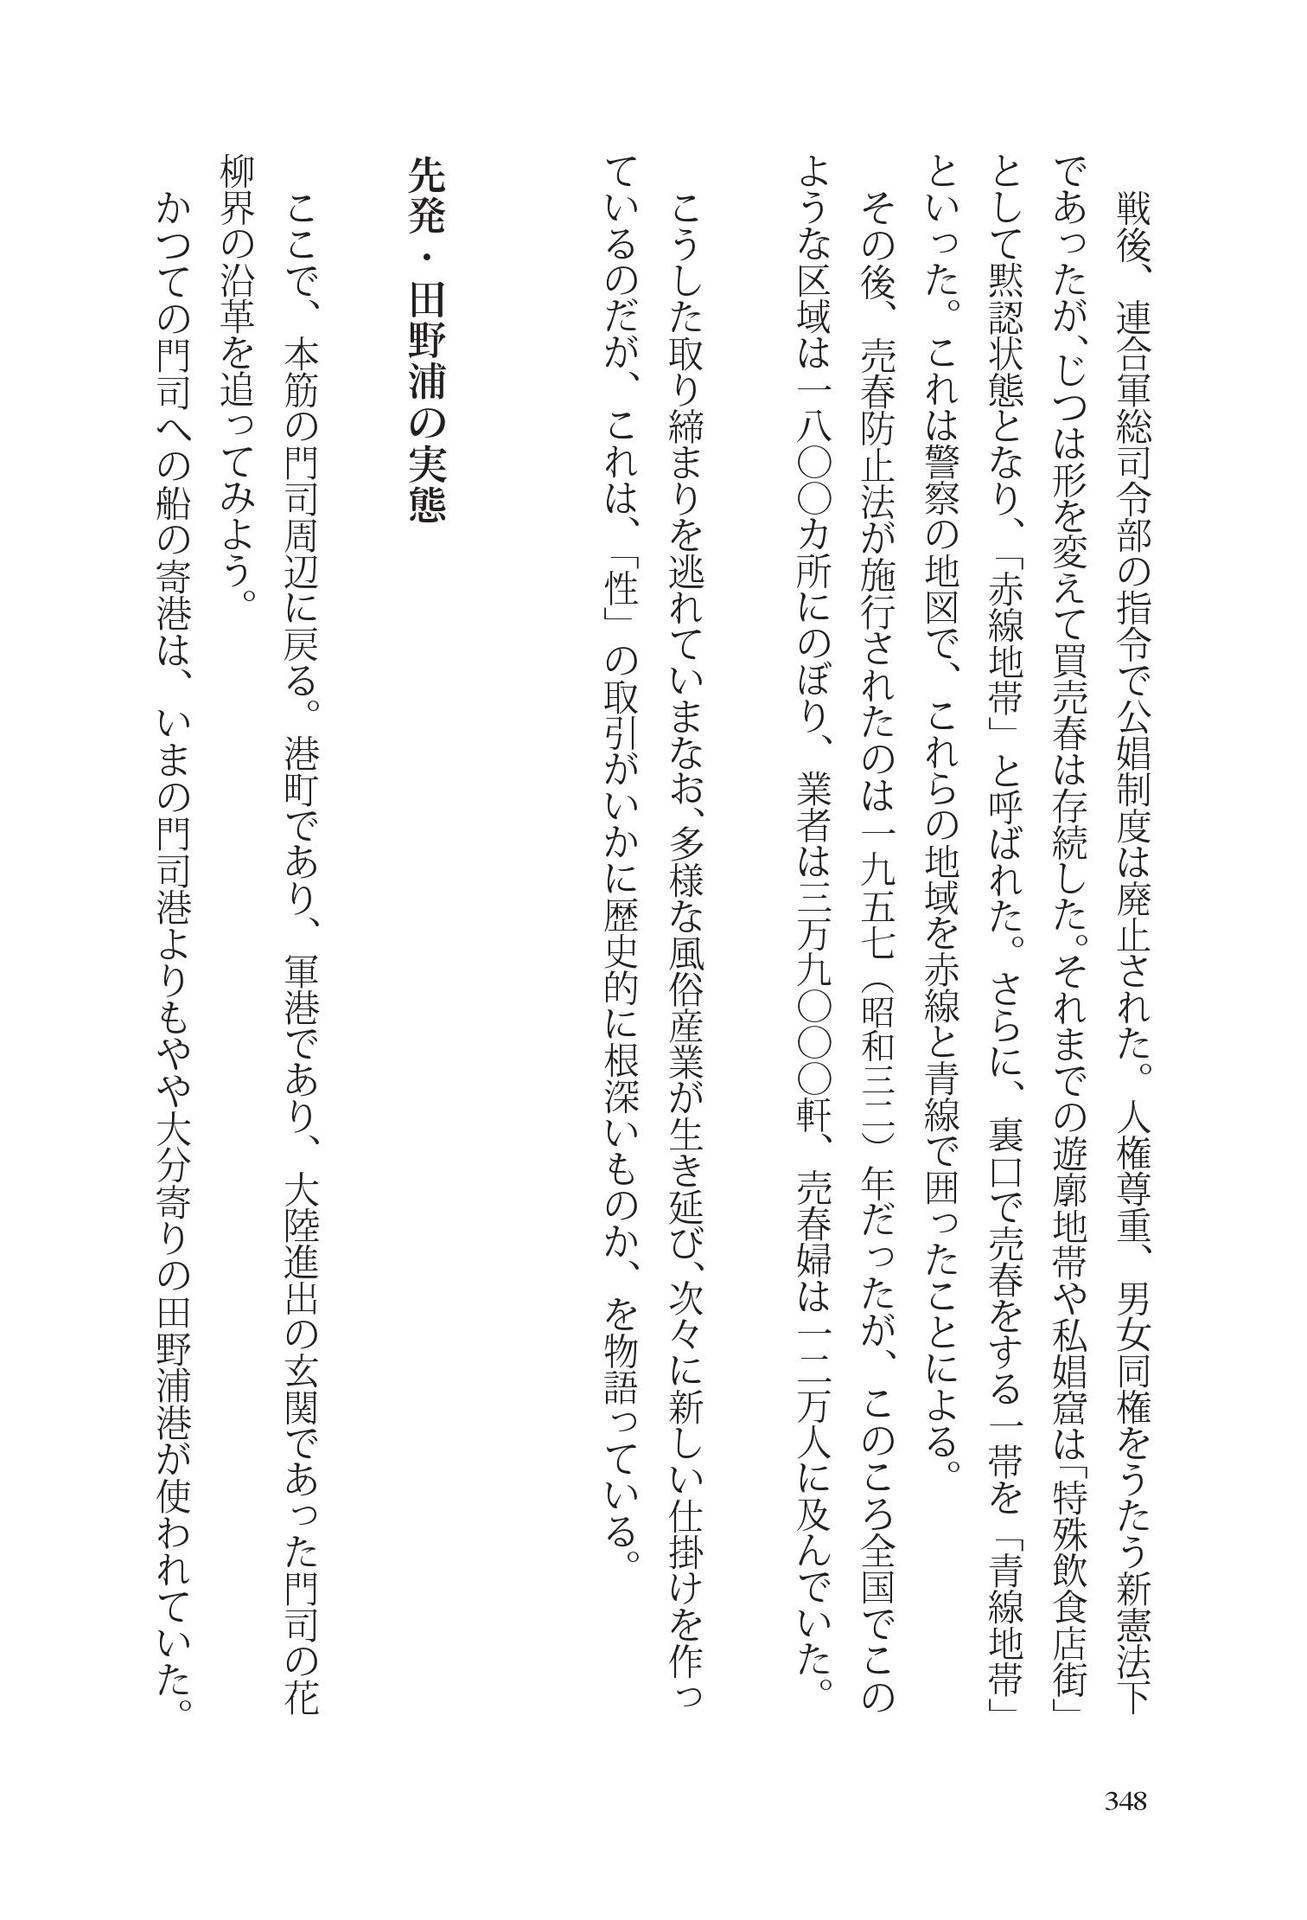 戦後、連合軍総司令部の指令で公娼制度は廃止された。人権尊重、男女同権をうたう新憲法下
であったが、じつは形を変えて買売春は存続した。それまでの遊廓地帯や私娼窟は「特殊飲食店街」
として黙認状態となり、「赤線地帯」と呼ばれた。さらに、裏口で売春をする一帯を「青線地帯」
といった。これは警察の地図で、これらの地域を赤線と青線で囲ったことによる。
その後、売春防止法が施行されたのは一九五七（昭和三二）年だったが、このころ全国でこの
ような区域は一八〇〇カ所にのぼり、業者は三万九〇〇〇軒、売春婦は一二万人に及んでいた。
こうした取り締まりを逃れていまなお、多様な風俗産業が生き延び、次々に新しい仕掛けを作っ
ているのだが、これは、「性」の取引がいかに歴史的に根深いものか、を物語っている。
先発・田野浦の実態
ここで、本筋の門司周辺に戻る。港町であり、軍港であり、大陸進出の玄関であった門司の花
柳界の沿革を追ってみよう。
かつての門司への船の寄港は、いまの門司港よりもやや大分寄りの田野浦港が使われていた。
348